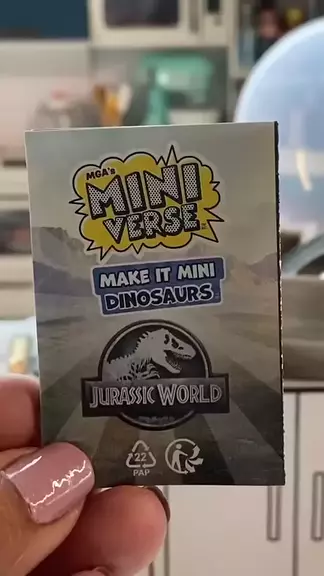 MGA's
MINI
VERSE
MAKE IT MINI
DINOSAURS
JURASSIC WORLD
22
PAP